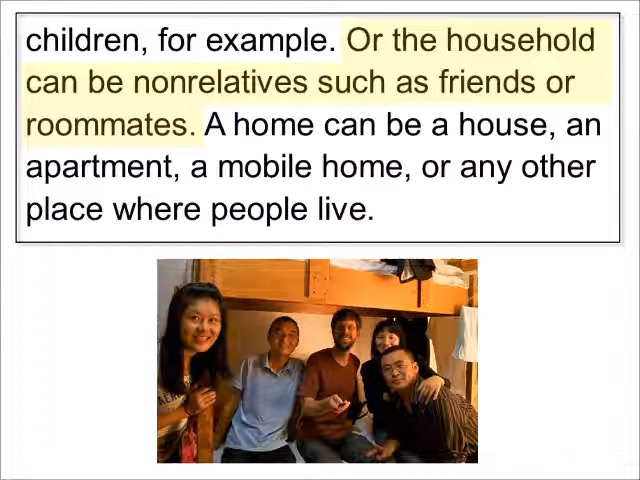 children, for example. Or the household
can be nonrelatives such as friends or
roommates. A home can be a house, an
apartment, a mobile home, or any other
place where people live.